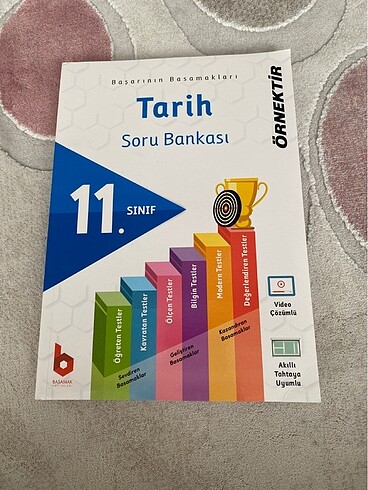 Başarının Basamakları
Tarih
Soru Bankası
ÖRNEKTİR
11. SINIF
Öğreten Testler
Kavratan Testler
Ölçen Testler
Bilgin Testler
Modern Testler
Değerlendiren Testler
Sevdiren
Basamaklar
Geliştiren
Basamaklar
Kazandıran
Basamaklar
Video
Çözümlü
Akıllı
Tahtaya
Uyumlu
b
BASAMAK
YAYINLARI